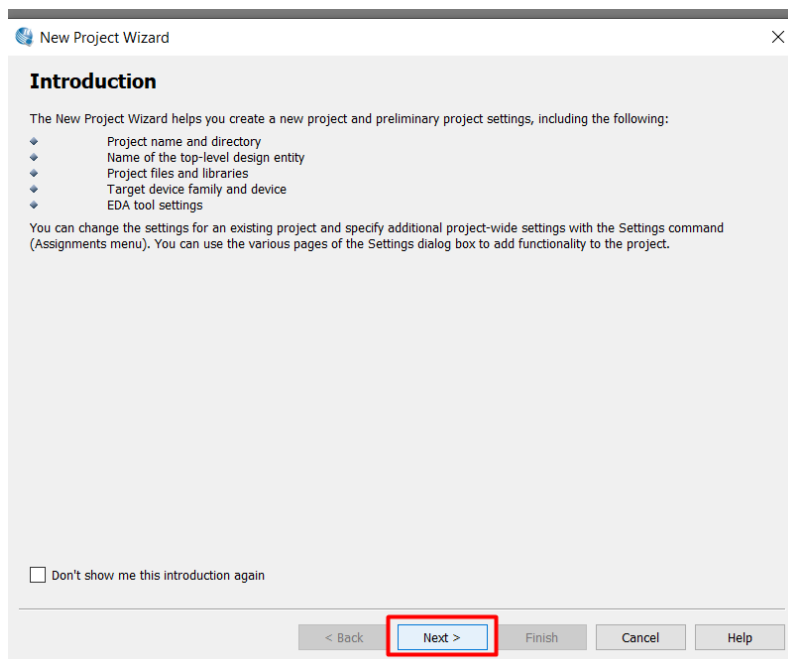 New Project Wizard
Introduction
The New Project Wizard helps you create a new project and preliminary project settings, including the following:
Project name and directory
Name of the top-level design entity
Project files and libraries
Target device family and device
EDA tool settings
You can change the settings for an existing project and specify additional project-wide settings with the Settings command
(Assignments menu). You can use the various pages of the Settings dialog box to add functionality to the project.
Don't show me this introduction again
< Back Next > Finish Cancel Help